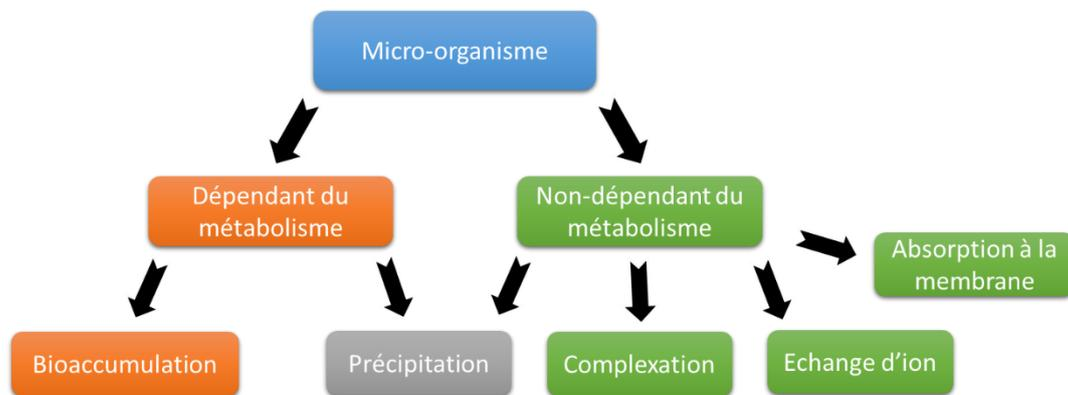 Micro-organisme
Dépendant du
métabolisme
Non-dépendant du
métabolisme
Absorption à la
membrane
Bioaccumulation
Précipitation
Complexation
Echange d'ion